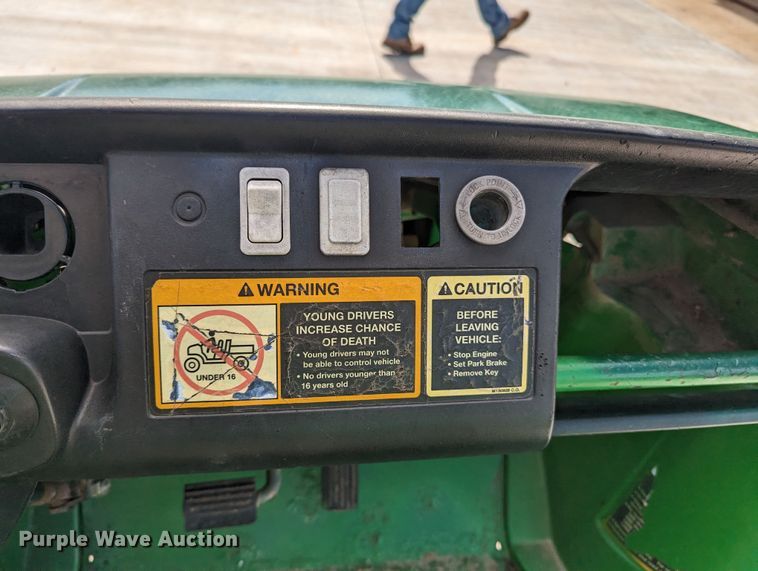 WARNING
UNDER 16
YOUNG DRIVERS
INCREASE CHANCE
OF DEATH
• Young drivers may not
be able to control vehicle
• No drivers younger than
16 years old
CAUTION
BEFORE
LEAVING
VEHICLE:
• Stop Engine
• Set Park Brake
• Remove Key
Purple Wave Auction